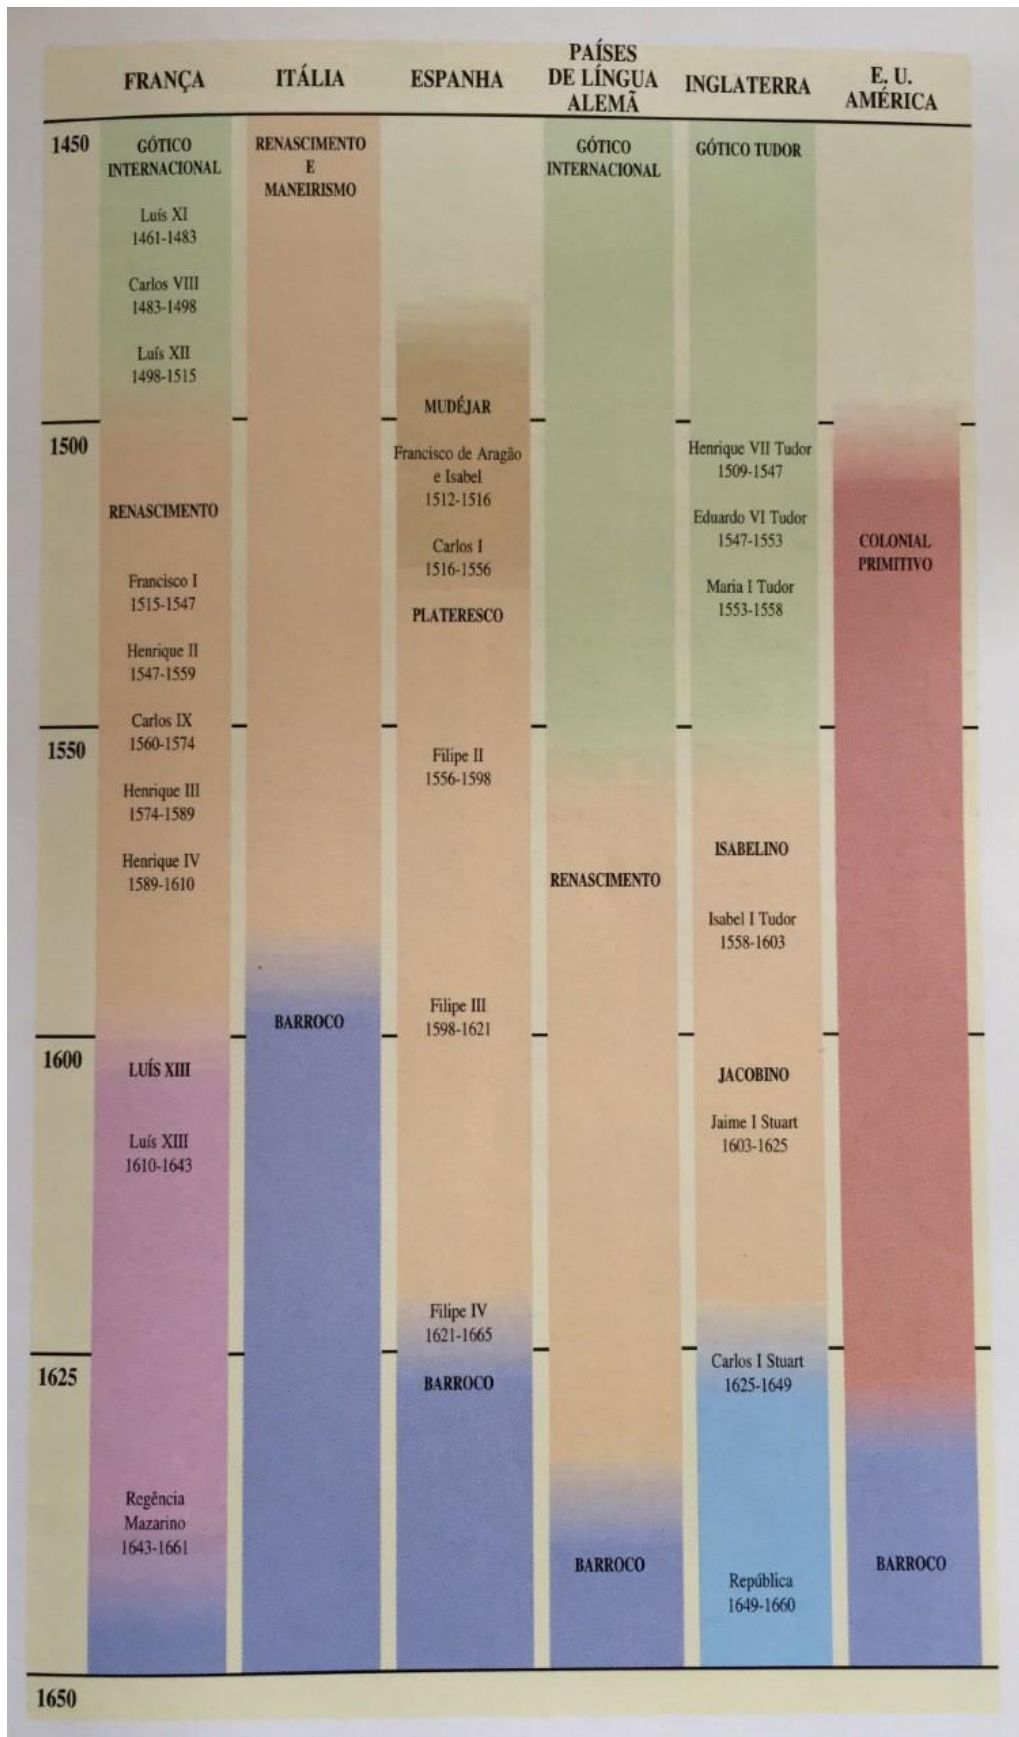 FRANÇA
ITÁLIA
ESPANHA
PAÍSES
DE LÍNGUA
ALEMÃ
INGLATERRA
E. U.
AMÉRICA
1450
1500
1550
1600
1625
1650
GÓTICO
INTERNACIONAL
Luís XI
1461-1483
Carlos VIII
1483-1498
Luís XII
1498-1515
RENASCIMENTO
Francisco I
1515-1547
Henrique II
1547-1559
Carlos IX
1560-1574
Henrique III
1574-1589
Henrique IV
1589-1610
LUÍS XIII
Luís XIII
1610-1643
Regência
Mazarino
1643-1661
RENASCIMENTO
E
MANEIRISMO
BARROCO
MUDÉJAR
Francisco de Aragão
e Isabel
1512-1516
Carlos I
1516-1556
PLATERESCO
Filipe II
1556-1598
Filipe III
1598-1621
Filipe IV
1621-1665
BARROCO
GÓTICO
INTERNACIONAL
RENASCIMENTO
BARROCO
GÓTICO TUDOR
Henrique VII Tudor
1509-1547
Eduardo VI Tudor
1547-1553
Maria I Tudor
1553-1558
ISABELINO
Isabel I Tudor
1558-1603
JACOBINO
Jaime I Stuart
1603-1625
Carlos I Stuart
1625-1649
República
1649-1660
COLONIAL
PRIMITIVO
BARROCO